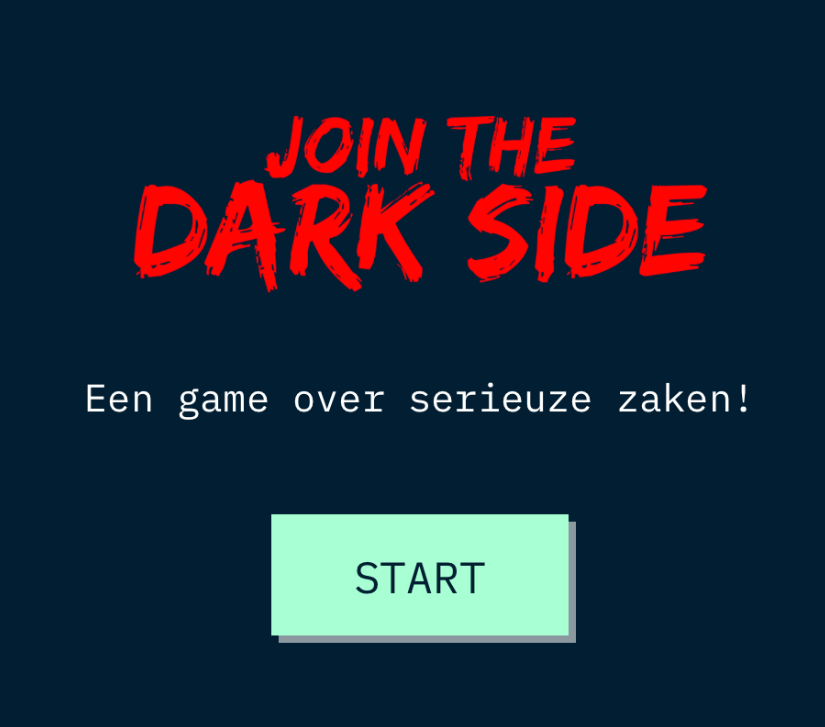 JOIN THE
DARK SIDE
Een game over serieuze zaken!
START